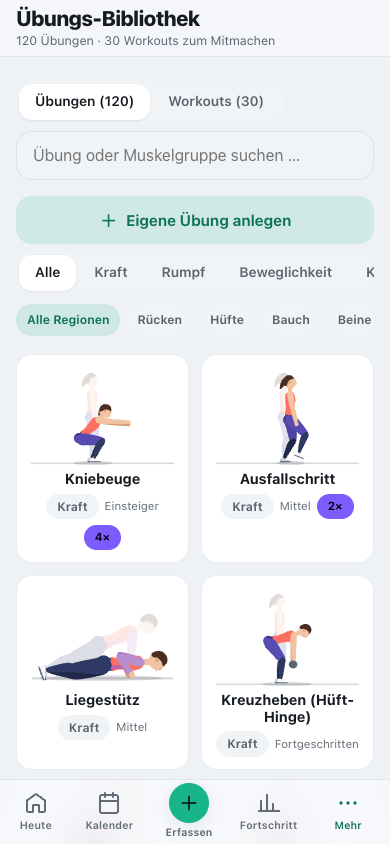 Übungs-Bibliothek
120 Übungen · 30 Workouts zum Mitmachen
Übungen (120) Workouts (30)
Übung oder Muskelgruppe suchen ...
+ Eigene Übung anlegen
Alle Kraft Rumpf Beweglichkeit K
Alle Regionen Rücken Hüfte Bauch Beine
Kniebeuge
Kraft Einsteiger
4×
Ausfallschritt
Kraft Mittel 2×
Liegestütz
Kraft Mittel
Kreuzheben (Hüft-
Hinge)
Kraft Fortgeschritten
Heute Kalender Erfassen Fortschritt Mehr